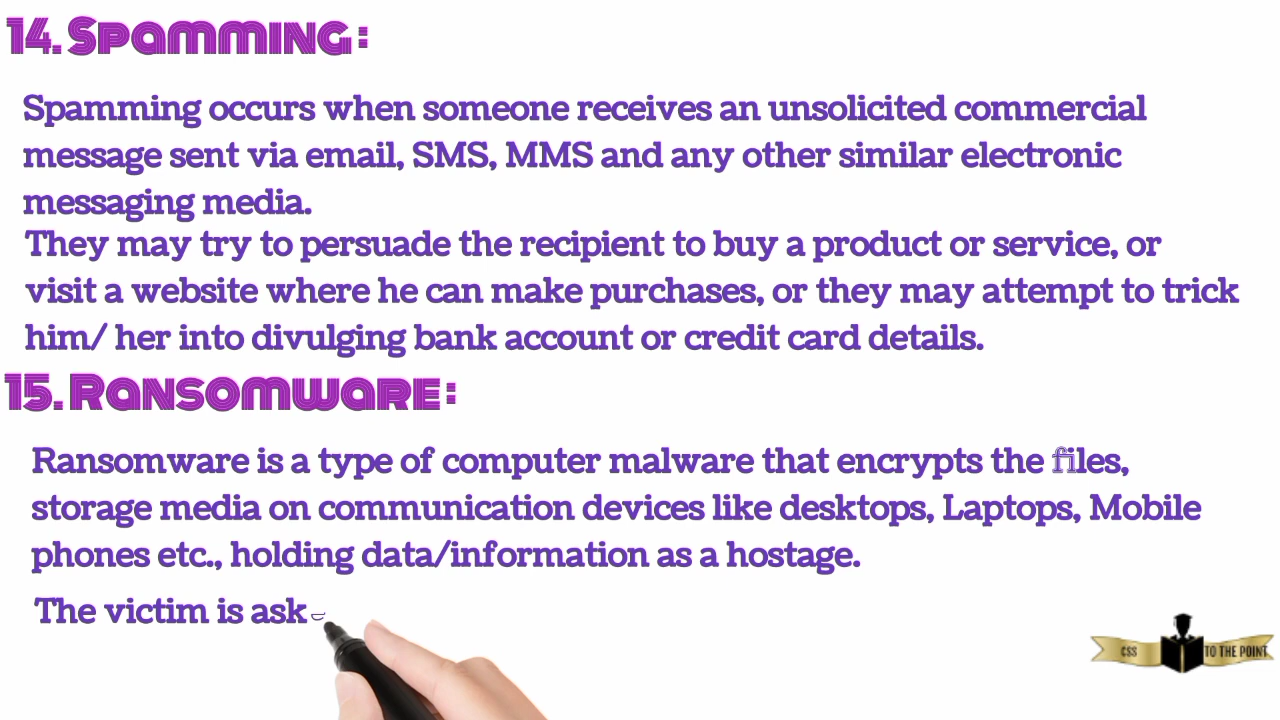 14. Spamming :
Spamming occurs when someone receives an unsolicited commercial
message sent via email, SMS, MMS and any other similar electronic
messaging media.
They may try to persuade the recipient to buy a product or service, or
visit a website where he can make purchases, or they may attempt to trick
him/ her into divulging bank account or credit card details.
15. Ransomware :
Ransomware is a type of computer malware that encrypts the files,
storage media on communication devices like desktops, Laptops, Mobile
phones etc., holding data/information as a hostage.
The victim is ask
CSS TO THE POINT